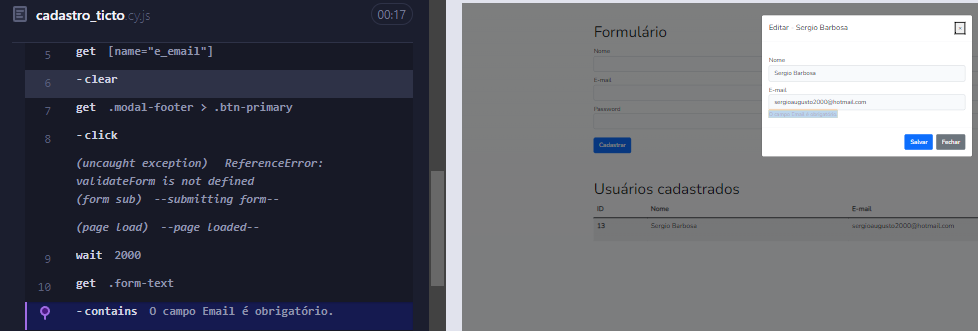 cadastro_ticto.cy.js 00:17
5 get [name="e_email"]
6 -clear
7 get .modal-footer > .btn-primary
8 -click
(uncaught exception) ReferenceError:
validateForm is not defined
(form sub) --submitting form--
(page load) --page loaded--
9 wait 2000
10 get .form-text
-contains O campo Email é obrigatório.
Formulário
Nome
E-mail
Password
Cadastrar
Editar - Sergio Barbosa ×
Nome
Sergio Barbosa
E-mail
sergioaugusto2000@hotmail.com
O campo Email é obrigatório.
Salvar Fechar
Usuários cadastrados
ID Nome E-mail
13 Sergio Barbosa sergioaugusto2000@hotmail.com